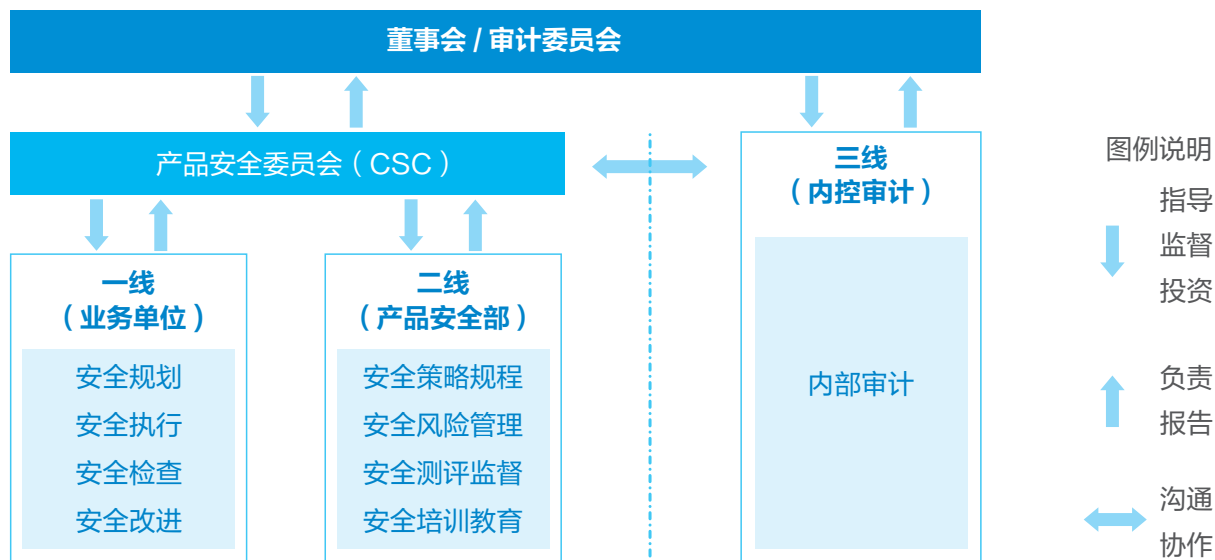 董事会 / 审计委员会
产品安全委员会（CSC）
一线
（业务单位）
安全规划
安全执行
安全检查
安全改进
二线
（产品安全部）
安全策略规程
安全风险管理
安全测评监督
安全培训教育
三线
（内控审计）
内部审计
图例说明
指导
监督
投资
负责
报告
沟通
协作